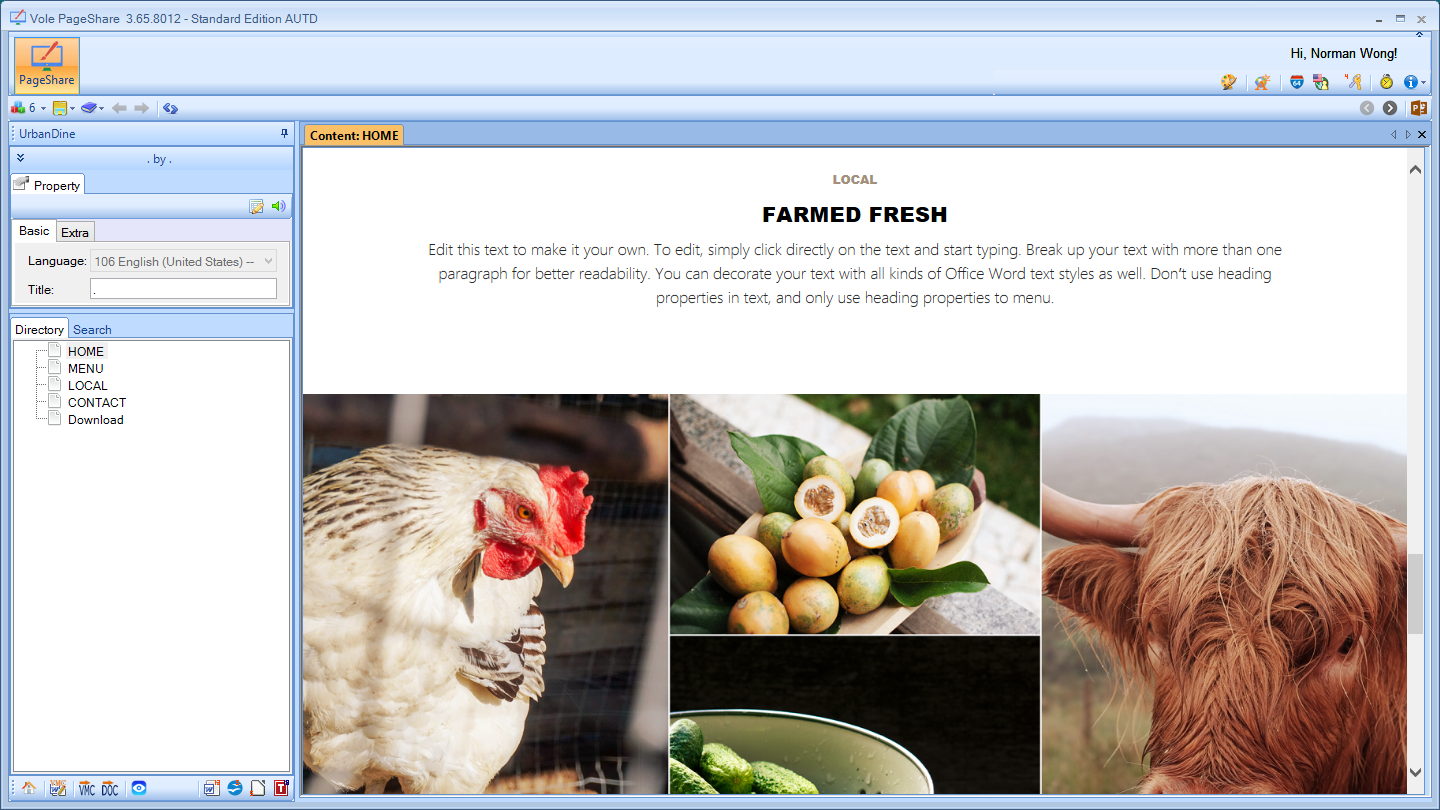 Vole PageShare 3.65.8012 - Standard Edition AUTD
PageShare
Hi, Norman Wong!
64
6
UrbanDine
. by .
Property
Basic
Extra
Language:
106 English (United States) --
Title:
.
Directory
Search
HOME
MENU
LOCAL
CONTACT
Download
VMC
DOC
Content: HOME
LOCAL
FARMED FRESH
Edit this text to make it your own. To edit, simply click directly on the text and start typing. Break up your text with more than one
paragraph for better readability. You can decorate your text with all kinds of Office Word text styles as well. Don't use heading
properties in text, and only use heading properties to menu.